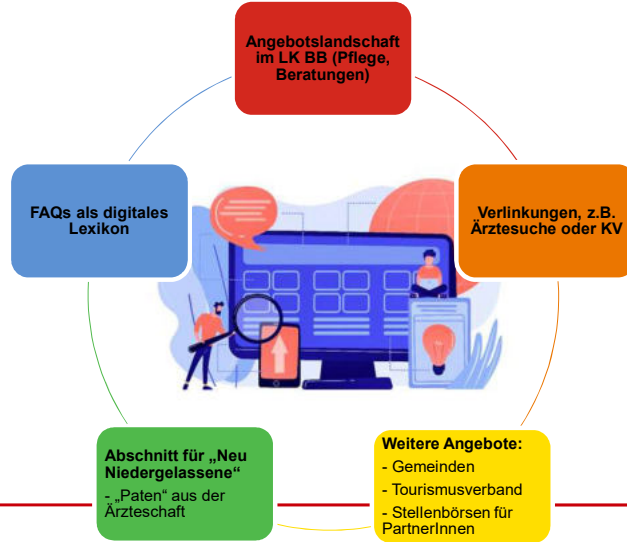 Angebotslandschaft
im LK BB (Pflege,
Beratungen)
FAQs als digitales
Lexikon
Verlinkungen, z.B.
Ärztesuche oder KV
Abschnitt für „Neu
Niedergelassene“
- „Paten“ aus der
Ärzteschaft
Weitere Angebote:
- Gemeinden
- Tourismusverband
- Stellenbörsen für
PartnerInnen